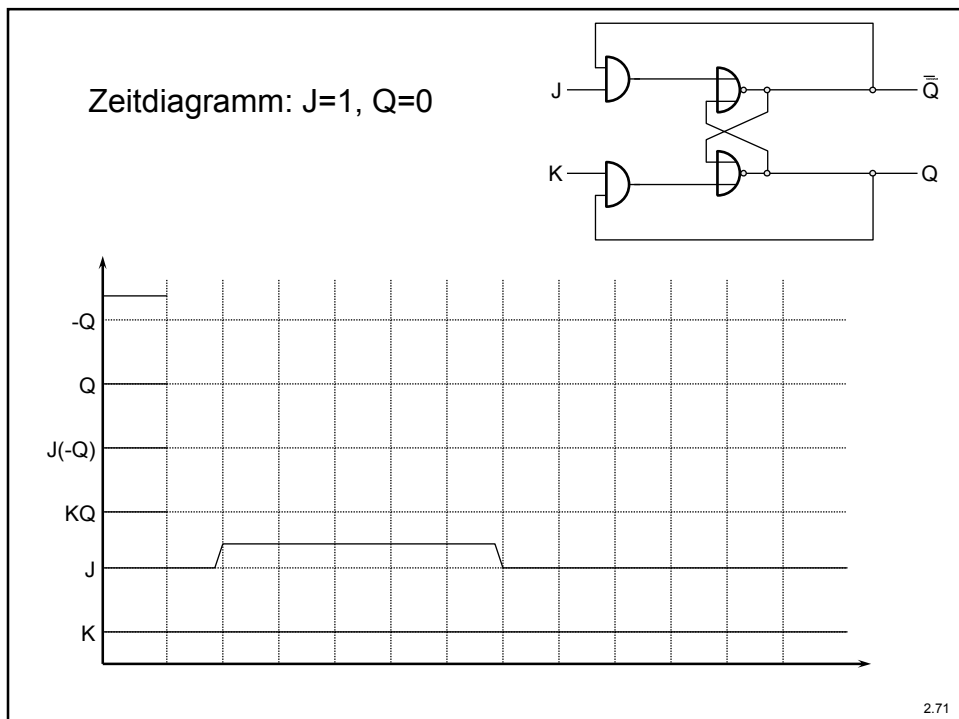 Zeitdiagramm: J=1, Q=0
J
Q̅
K
Q
-Q
Q
J(-Q)
KQ
J
K
2.71